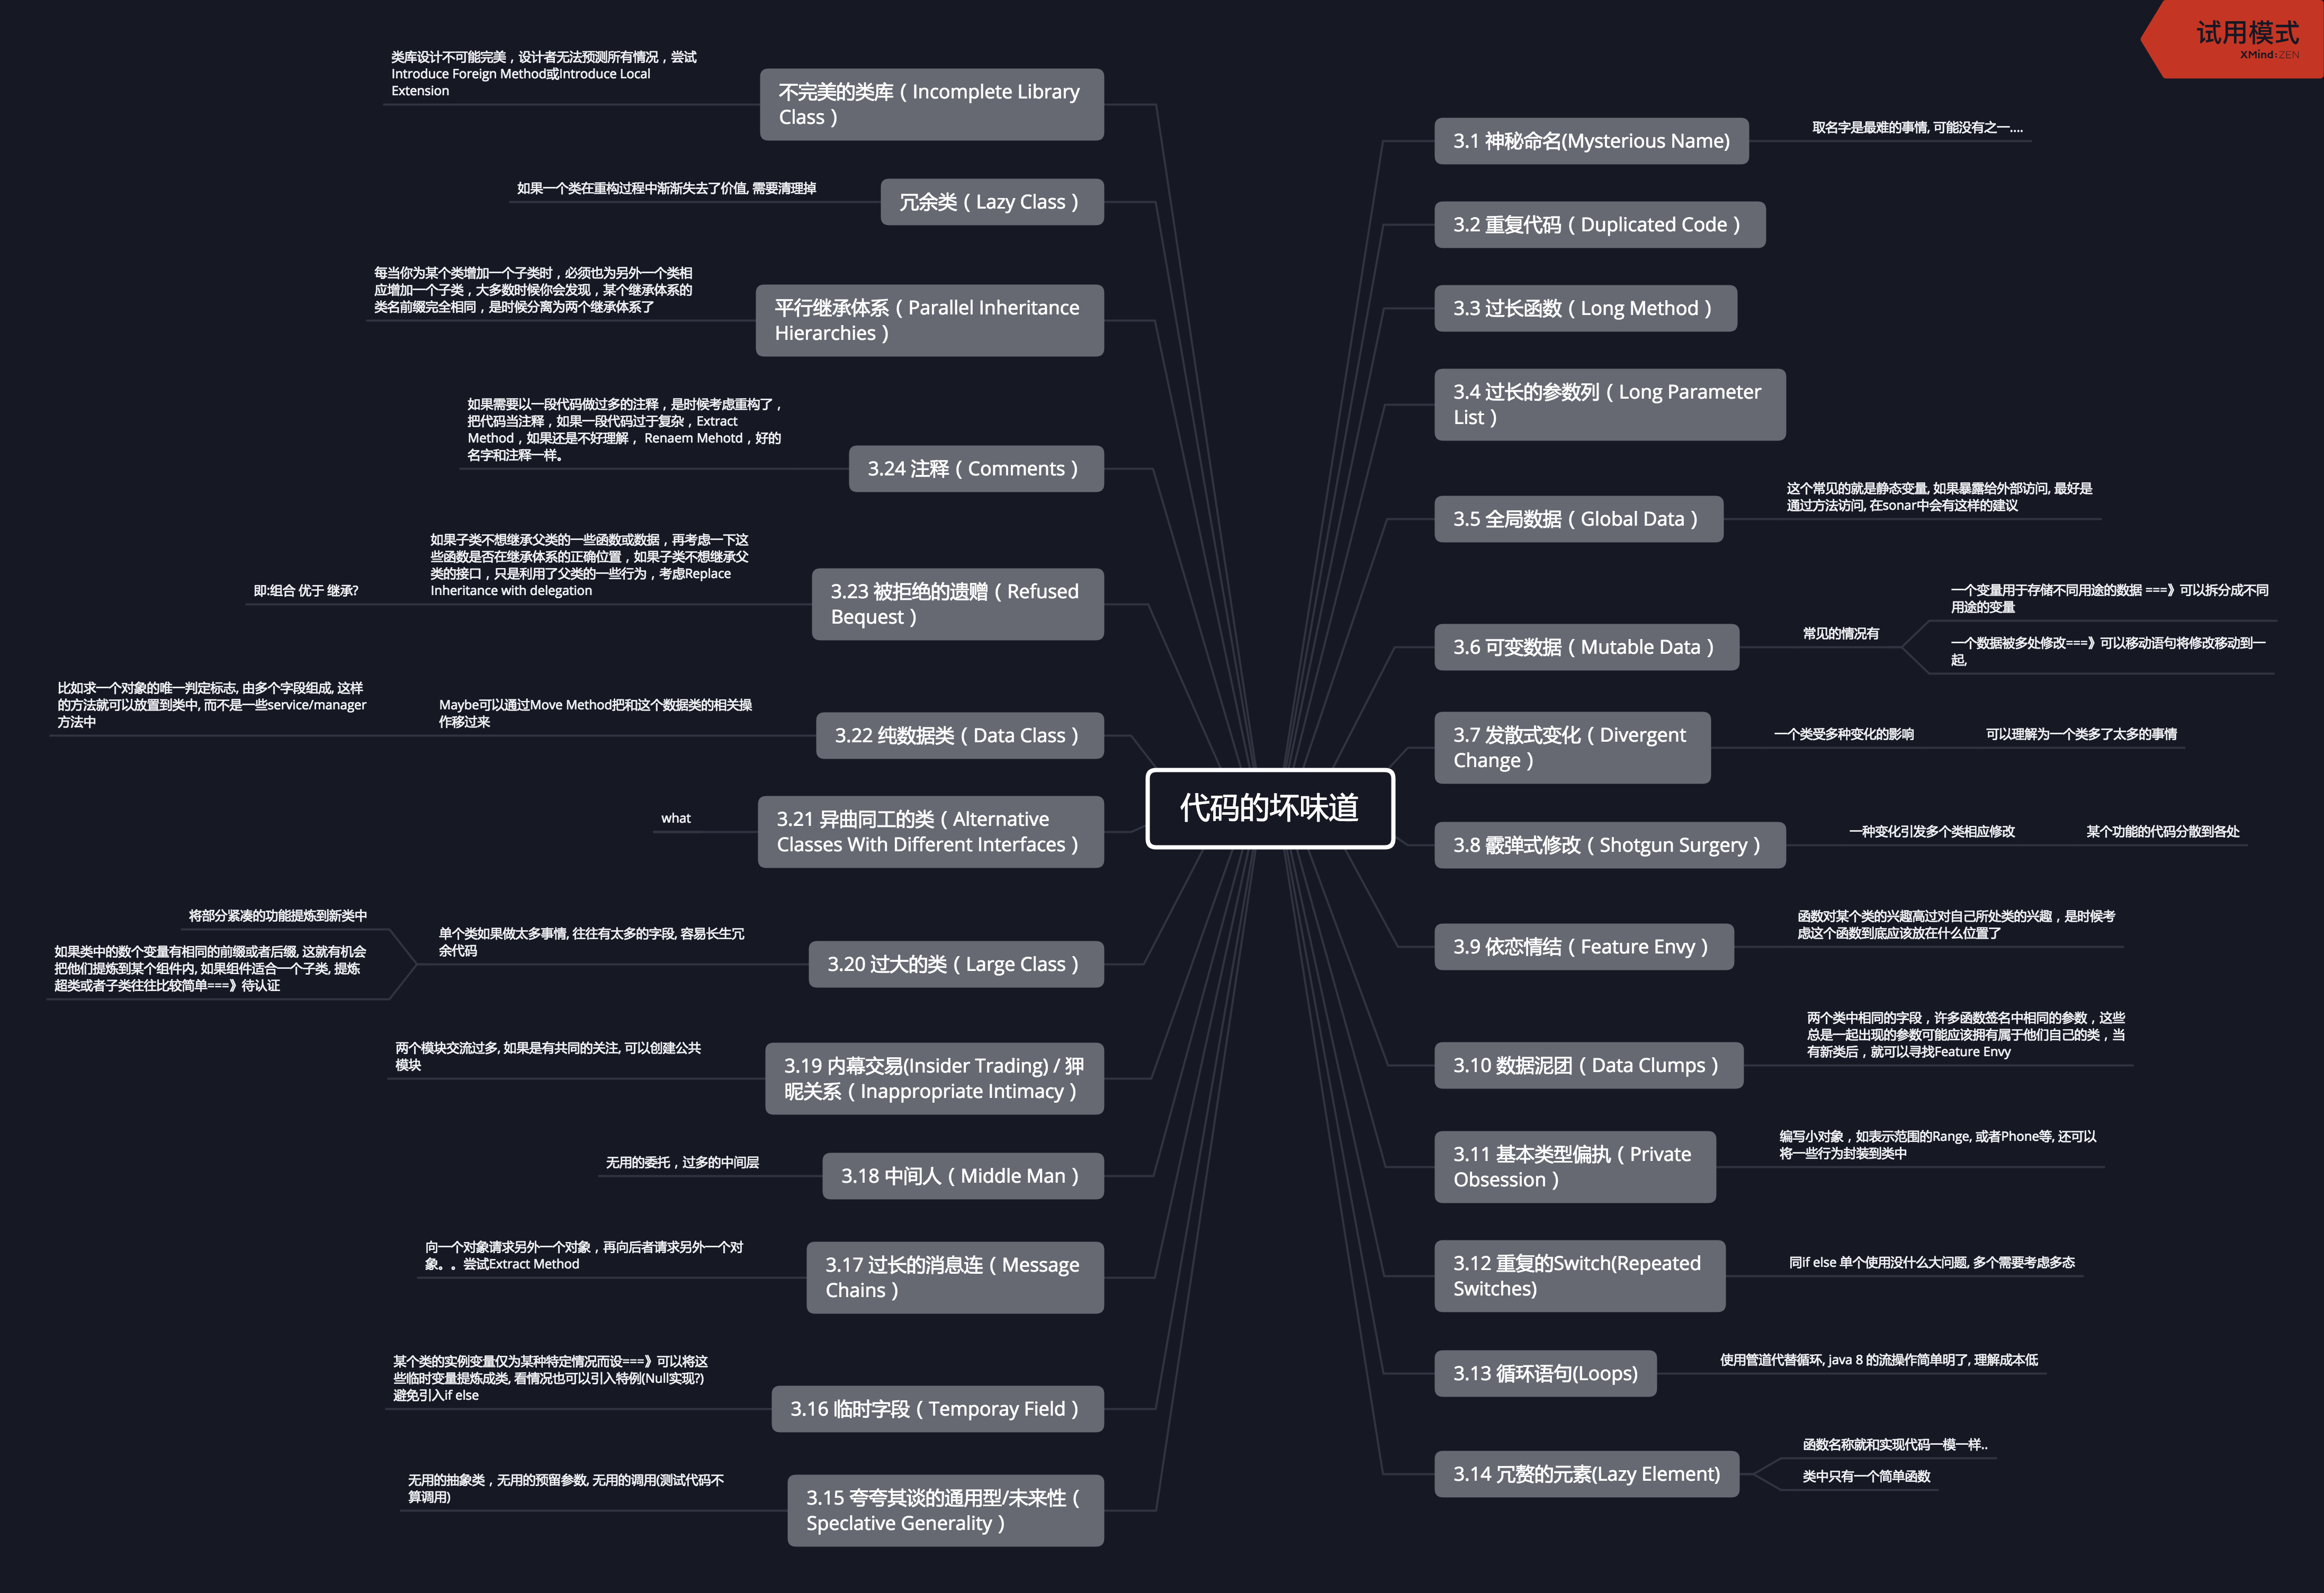 试用模式
XMind:ZEN
代码的坏味道
3.1 神秘命名(Mysterious Name)
取名字是最难的事情, 可能没有之一....
3.2 重复代码（Duplicated Code）
3.3 过长函数（Long Method）
3.4 过长的参数列（Long Parameter
List）
3.5 全局数据（Global Data）
这个常见的就是静态变量, 如果暴露给外部访问, 最好是
通过方法访问, 在sonar中会有这样的建议
3.6 可变数据（Mutable Data）
常见的情况有
一个变量用于存储不同用途的数据 ===》可以拆分成不同
用途的变量
一个数据被多处修改===》可以移动语句将修改移动到一
起,
3.7 发散式变化（Divergent
Change）
一个类受多种变化的影响
可以理解为一个类多了太多的事情
3.8 霰弹式修改（Shotgun Surgery）
一种变化引发多个类相应修改
某个功能的代码分散到各处
3.9 依恋情结（Feature Envy）
函数对某个类的兴趣高过对自己所处类的兴趣，是时候考
虑这个函数到底应该放在什么位置了
3.10 数据泥团（Data Clumps）
两个类中相同的字段，许多函数签名中相同的参数，这些
总是一起出现的参数可能应该拥有属于他们自己的类，当
有新类后，就可以寻找Feature Envy
3.11 基本类型偏执（Private
Obsession）
编写小对象，如表示范围的Range, 或者Phone等, 还可以
将一些行为封装到类中
3.12 重复的Switch(Repeated
Switches)
同if else 单个使用没什么大问题, 多个需要考虑多态
3.13 循环语句(Loops)
使用管道代替循环, java 8 的流操作简单明了, 理解成本低
3.14 冗赘的元素(Lazy Element)
函数名称就和实现代码一模一样..
类中只有一个简单函数
不完美的类库（Incomplete Library
Class）
类库设计不可能完美，设计者无法预测所有情况，尝试
Introduce Foreign Method或Introduce Local
Extension
冗余类（Lazy Class）
如果一个类在重构过程中渐渐失去了价值, 需要清理掉
平行继承体系（Parallel Inheritance
Hierarchies）
每当你为某个类增加一个子类时，必须也为另外一个类相
应增加一个子类，大多数时候你会发现，某个继承体系的
类名前缀完全相同，是时候分离为两个继承体系了
3.24 注释（Comments）
如果需要以一段代码做过多的注释，是时候考虑重构了，
把代码当注释，如果一段代码过于复杂，Extract
Method，如果还是不好理解， Renaem Mehotd，好的
名字和注释一样。
3.23 被拒绝的遗赠（Refused
Bequest）
如果子类不想继承父类的一些函数或数据，再考虑一下这
些函数是否在继承体系的正确位置，如果子类不想继承父
类的接口，只是利用了父类的一些行为，考虑Replace
Inheritance with delegation
即:组合 优于 继承?
3.22 纯数据类（Data Class）
Maybe可以通过Move Method把和这个数据类的相关操
作移过来
比如求一个对象的唯一判定标志, 由多个字段组成, 这样
的方法就可以放置到类中, 而不是一些service/manager
方法中
3.21 异曲同工的类（Alternative
Classes With Different Interfaces）
what
3.20 过大的类（Large Class）
单个类如果做太多事情, 往往有太多的字段, 容易长生冗
余代码
将部分紧凑的功能提炼到新类中
如果类中的数个变量有相同的前缀或者后缀, 这就有机会
把他们提炼到某个组件内, 如果组件适合一个子类, 提炼
超类或者子类往往比较简单===》待认证
3.19 内幕交易(Insider Trading) / 狎
昵关系（Inappropriate Intimacy）
两个模块交流过多, 如果是有共同的关注, 可以创建公共
模块
3.18 中间人（Middle Man）
无用的委托，过多的中间层
3.17 过长的消息连（Message
Chains）
向一个对象请求另外一个对象，再向后者请求另外一个对
象。。尝试Extract Method
3.16 临时字段（Temporay Field）
某个类的实例变量仅为某种特定情况而设===》可以将这
些临时变量提炼成类, 看情况也可以引入特例(Null实现?)
避免引入if else
3.15 夸夸其谈的通用型/未来性（
Speclative Generality）
无用的抽象类，无用的预留参数, 无用的调用(测试代码不
算调用)